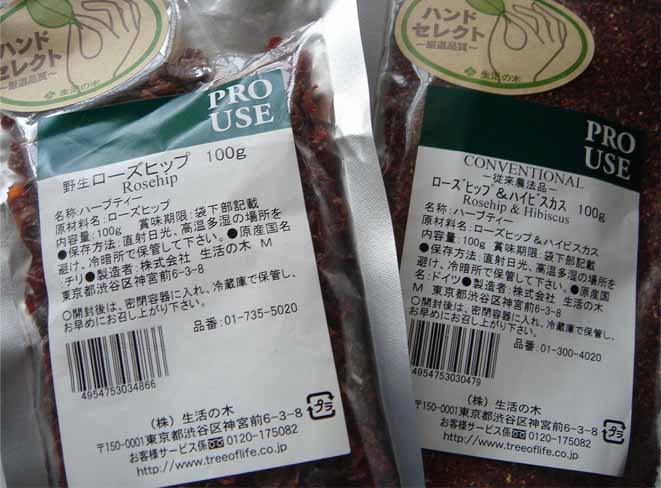 ハンド
セレクト
～厳選品質～
生活の木
PRO
USE
野生ローズヒップ 100g
Rosehip
名称:ハーブティー
原材料名:ローズヒップ
内容量:100g 賞味期限:袋下部記載
●保存方法:直射日光、高温多湿の場所を
避け、冷暗所で保管して下さい。●原産国名
:チリ●製造者:株式会社 生活の木 M
東京都渋谷区神宮前6-3-8
○開封後は、密閉容器に入れ、冷蔵庫で保管し、
お早めにお召し上がり下さい。
品番:01-735-5020
4954753034866
(株)生活の木
〒150-0001東京都渋谷区神宮前6-3-8
お客様サービス係 0120-175082
http://www.treeoflife.co.jp
プラ
ハンド
セレクト
～厳選品質～
生活の木
PRO
USE
CONVENTIONAL
－従来農法品－
ローズヒップ&ハイビスカス 100g
Rosehip & Hibiscus
名称:ハーブティー
原材料名:ローズヒップ&ハイビスカス
内容量:100g 賞味期限:袋下部記載
●保存方法:直射日光、高温多湿の場所を
避け、冷暗所で保管して下さい。●原産国
名:ドイツ●製造者:株式会社 生活の木
M 東京都渋谷区神宮前6-3-8
○開封後は、密閉容器に入れ、冷蔵庫で保管し、
お早めにお召し上がり下さい。
品番:01-300-4020
4954753030479
(株)生活の木
〒150-0001東京都渋谷区神宮前6-3-8
お客様サービス係 0120-175082
http://www.treeoflife.co.jp
プラ